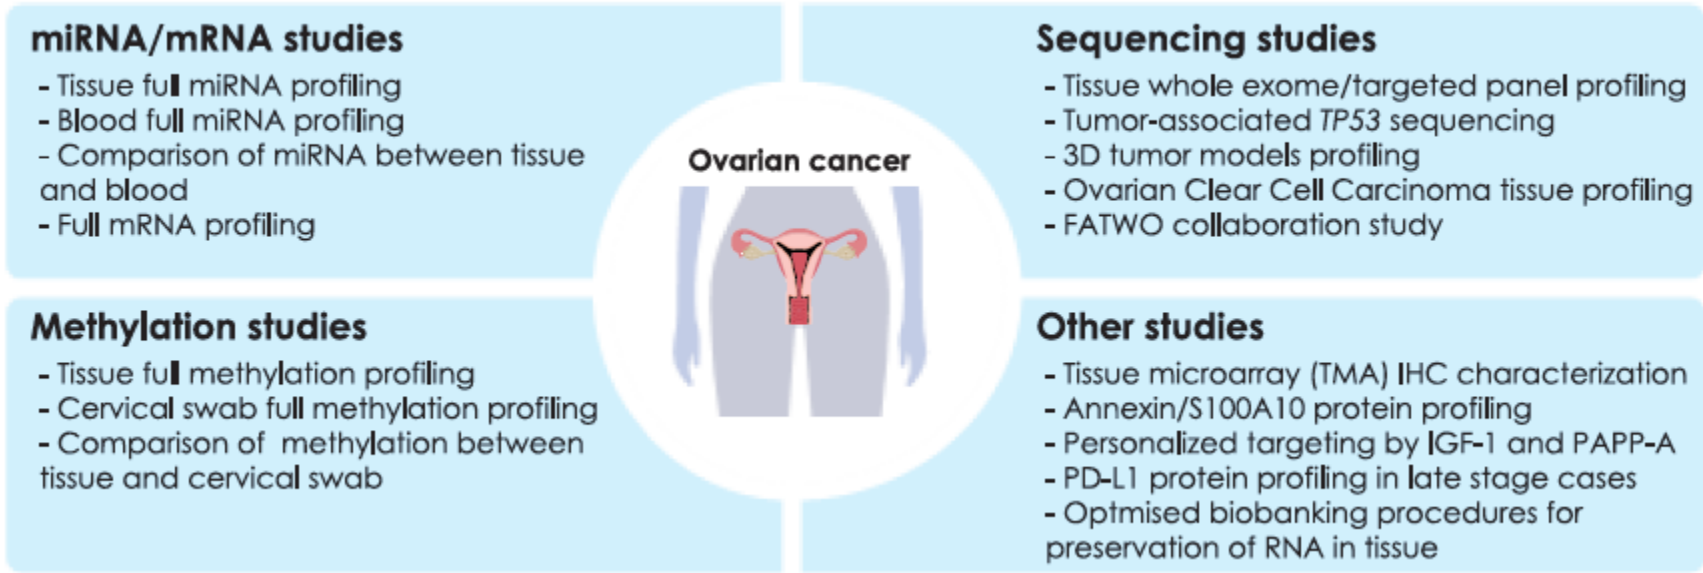 miRNA/mRNA studies
- Tissue full miRNA profiling
- Blood full miRNA profiling
- Comparison of miRNA between tissue
and blood
- Full mRNA profiling
Sequencing studies
- Tissue whole exome/targeted panel profiling
- Tumor-associated TP53 sequencing
- 3D tumor models profiling
- Ovarian Clear Cell Carcinoma tissue profiling
- FATWO collaboration study
Ovarian cancer
Methylation studies
- Tissue full methylation profiling
- Cervical swab full methylation profiling
- Comparison of methylation between
tissue and cervical swab
Other studies
- Tissue microarray (TMA) IHC characterization
- Annexin/S100A10 protein profiling
- Personalized targeting by IGF-1 and PAPP-A
- PD-L1 protein profiling in late stage cases
- Optmised biobanking procedures for
preservation of RNA in tissue